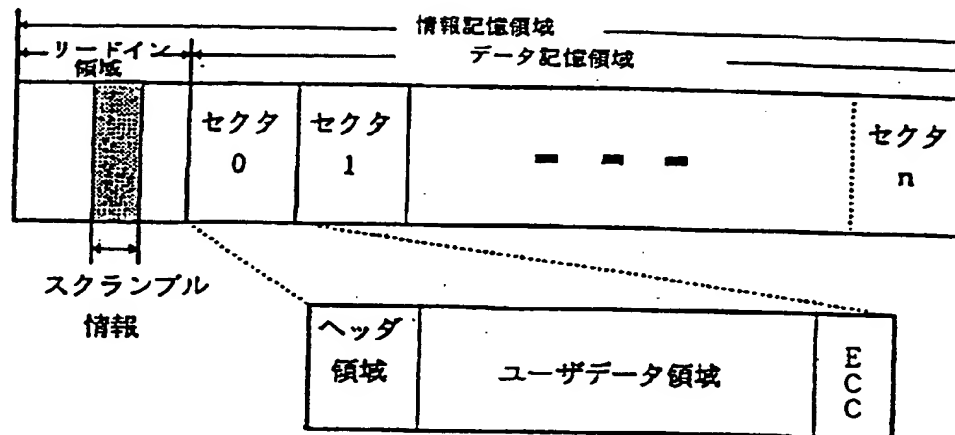 情報記憶領域
リードイン
領域
データ記憶領域
セクタ
0
セクタ
1
セクタ
n
スクランブル
情報
ヘッダ
領域
ユーザデータ領域
ECC